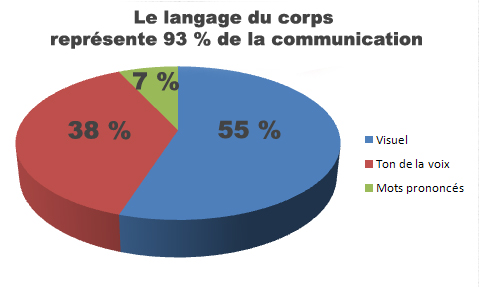 Le langage du corps
représente 93 % de la communication
7 %
38 %
55 %
Visuel
Ton de la voix
Mots prononcés